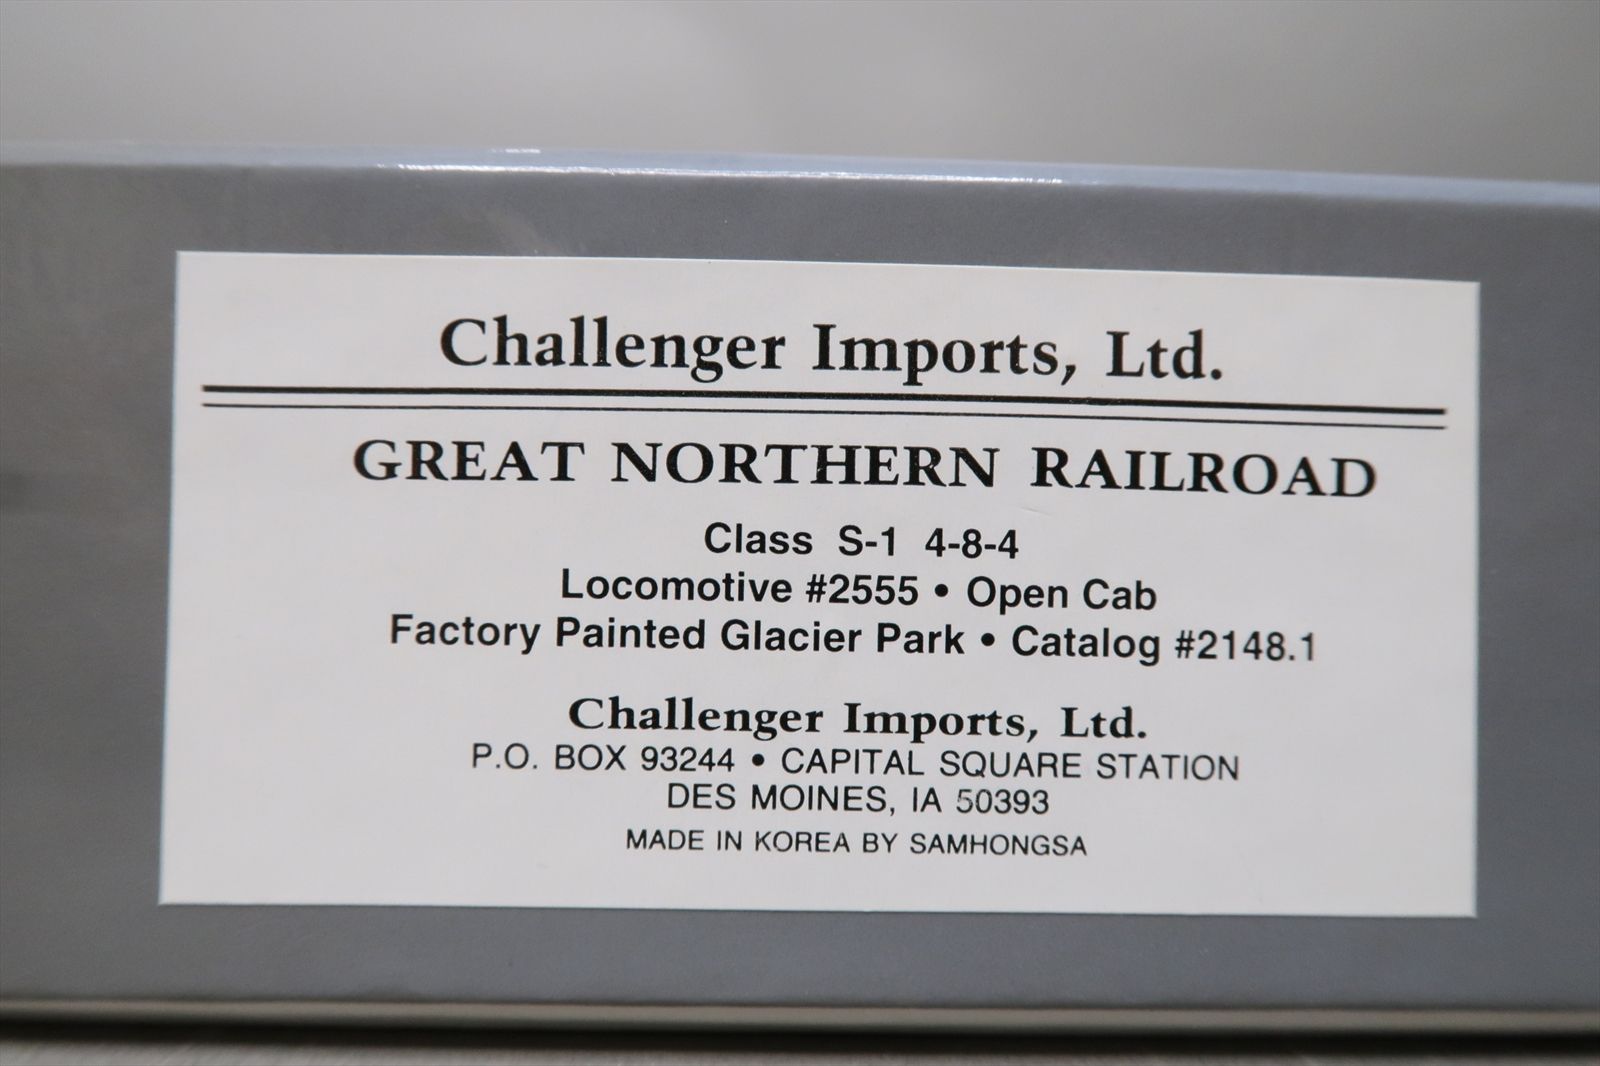 Challenger Imports, Ltd.
GREAT NORTHERN RAILROAD
Class S-1 4-8-4
Locomotive #2555 • Open Cab
Factory Painted Glacier Park • Catalog #2148.1
Challenger Imports, Ltd.
P.O. BOX 93244 • CAPITAL SQUARE STATION
DES MOINES, IA 50393
MADE IN KOREA BY SAMHONGSA